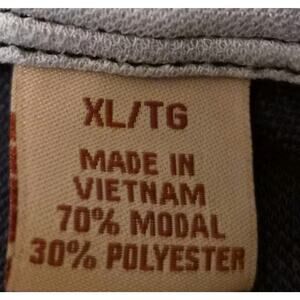 XL/TG
MADE IN
VIETNAM
70% MODAL
30% POLYESTER